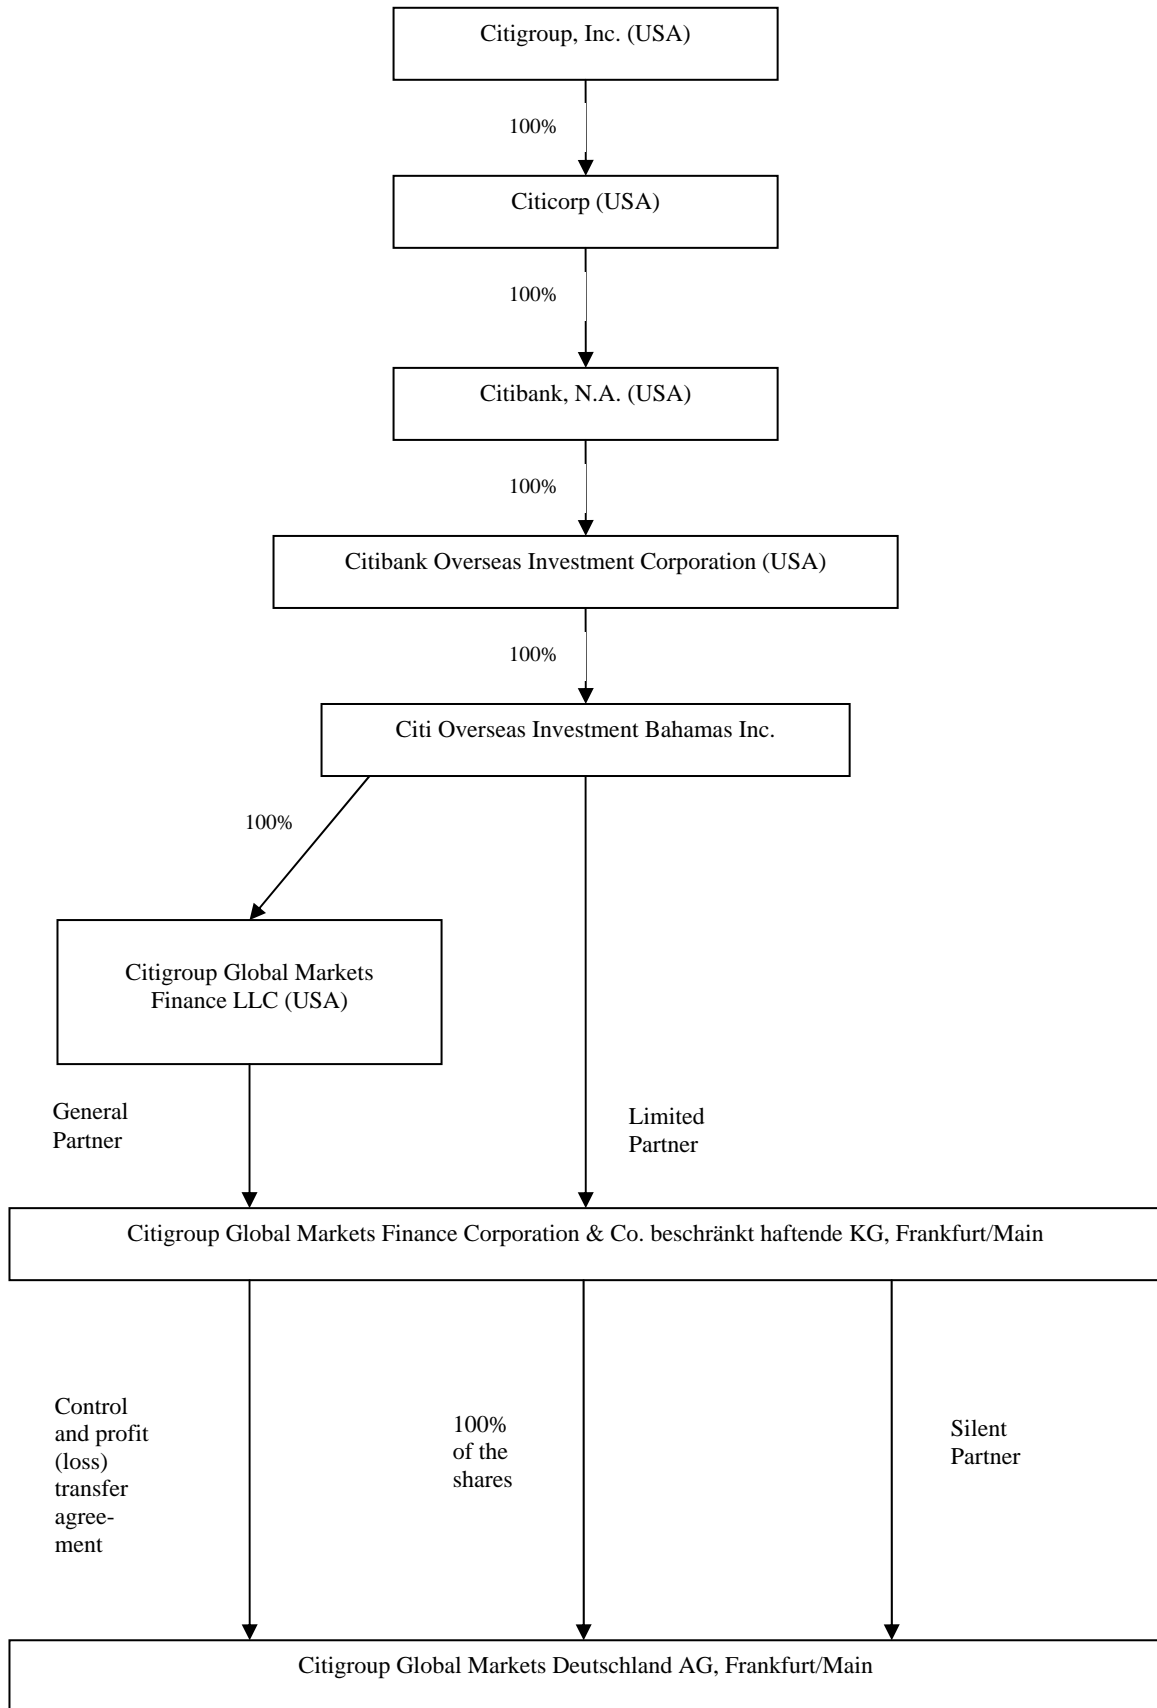 Citigroup, Inc. (USA)
100%
Citicorp (USA)
100%
Citibank, N.A. (USA)
100%
Citibank Overseas Investment Corporation (USA)
100%
Citi Overseas Investment Bahamas Inc.
100%
Citigroup Global Markets
Finance LLC (USA)
General
Partner
Limited
Partner
Citigroup Global Markets Finance Corporation & Co. beschränkt haftende KG, Frankfurt/Main
Control
and profit
(loss)
transfer
agree-
ment
100%
of the
shares
Silent
Partner
Citigroup Global Markets Deutschland AG, Frankfurt/Main